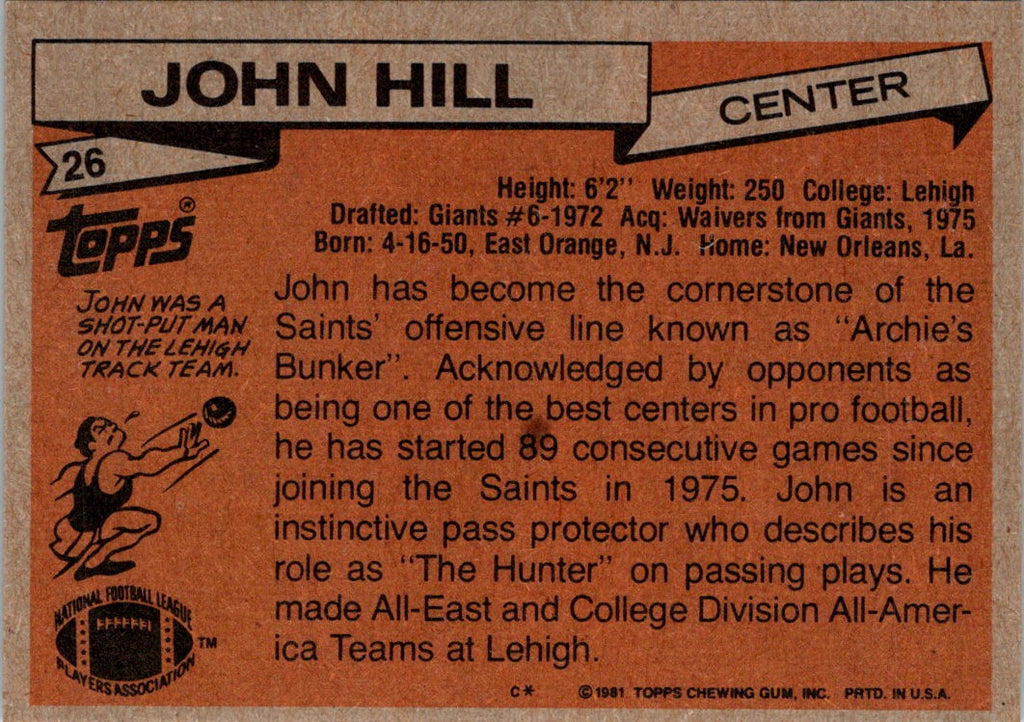 JOHN HILL
CENTER
26
Height: 6'2'' Weight: 250 College: Lehigh
Drafted: Giants #6-1972 Acq: Waivers from Giants, 1975
Born: 4-16-50, East Orange, N.J. Home: New Orleans, La.
TOPPS®
JOHN WAS A
SHOT-PUT MAN
ON THE LEHIGH
TRACK TEAM.
John has become the cornerstone of the
Saints' offensive line known as "Archie's
Bunker". Acknowledged by opponents as
being one of the best centers in pro football,
he has started 89 consecutive games since
joining the Saints in 1975. John is an
instinctive pass protector who describes his
role as "The Hunter" on passing plays. He
made All-East and College Division All-Amer-
ica Teams at Lehigh.
NATIONAL FOOTBALL LEAGUE
PLAYERS ASSOCIATION
TM
C* ©1981 TOPPS CHEWING GUM, INC. PRTD. IN U.S.A.